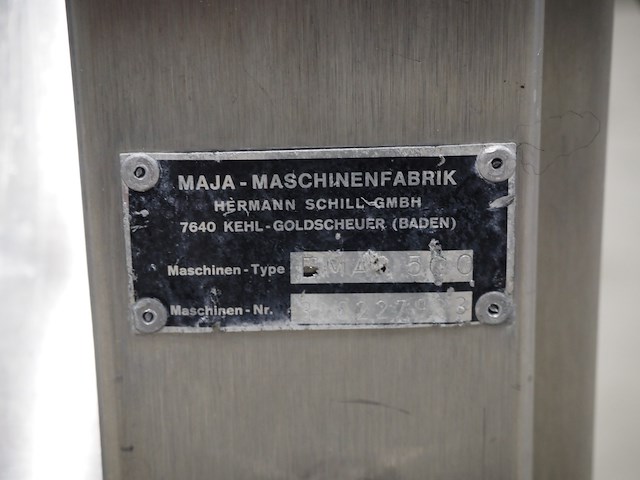 MAJA - MASCHINENFABRIK
HERMANN SCHILL GMBH
7640 KEHL - GOLDSCHEUER (BADEN)
Maschinen - Type
Maschinen - Nr.